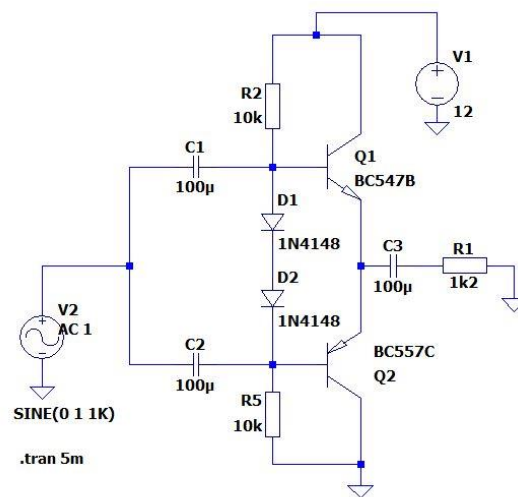 V1
12
R2
10k
C1
100µ
Q1
BC547B
D1
1N4148
C3
100µ
R1
1k2
D2
1N4148
V2
AC 1
C2
100µ
BC557C
Q2
R5
10k
SINE(0 1 1K)
.tran 5m